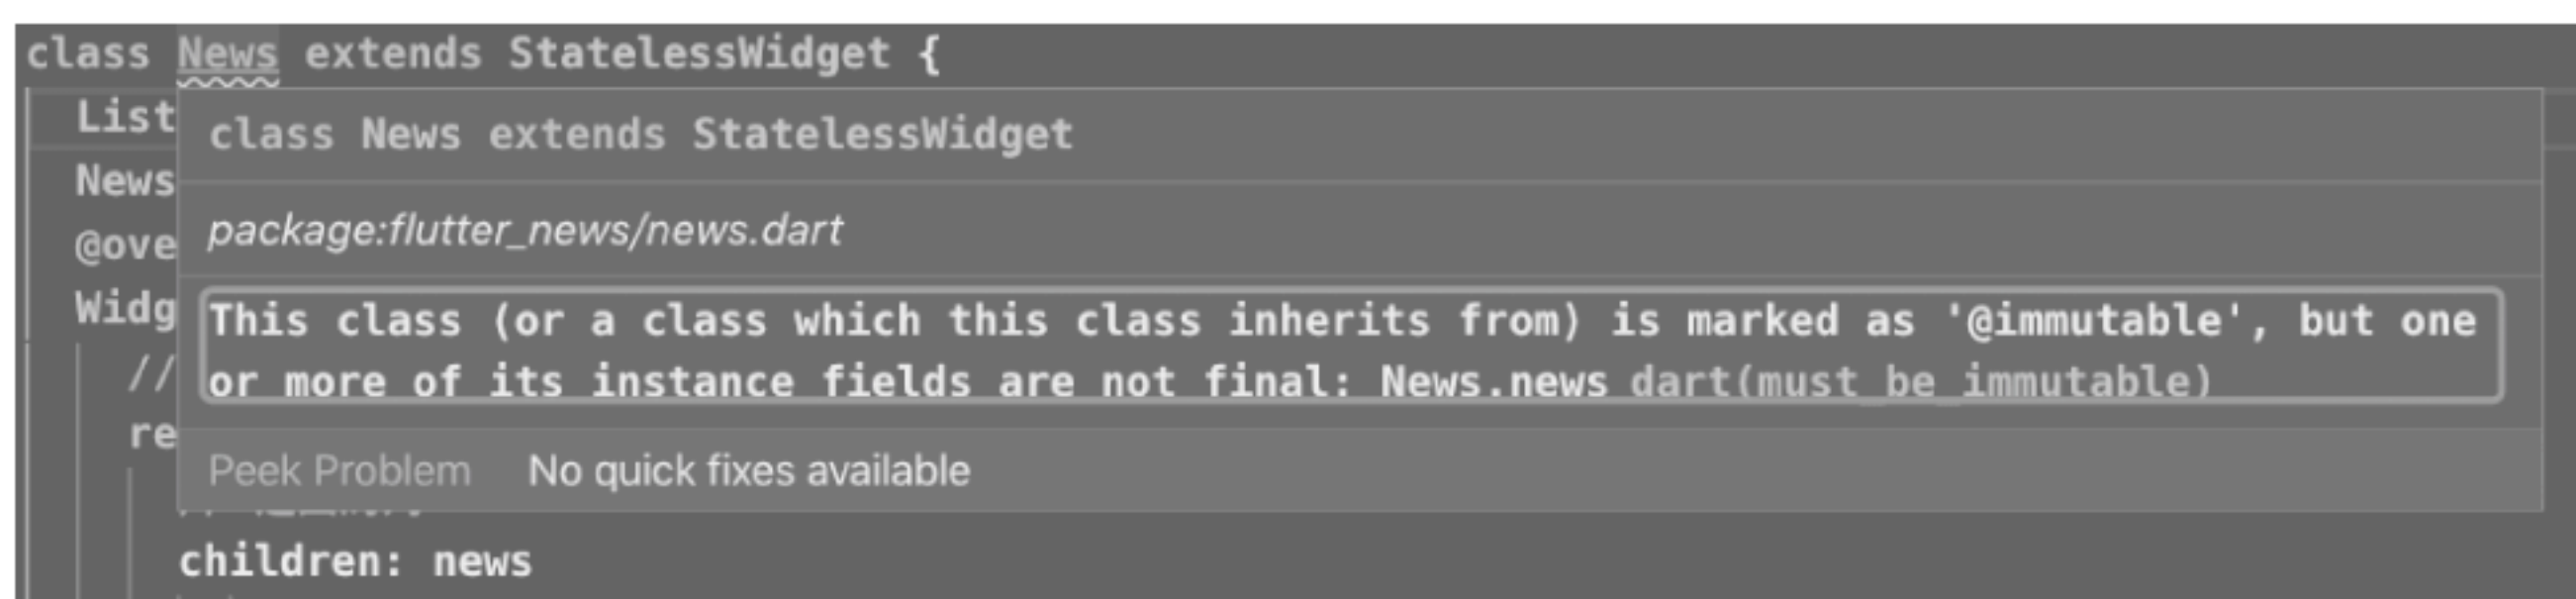 class News extends StatelessWidget {
List
class News extends StatelessWidget
News
package:flutter_news/news.dart
@ove
Widg
This class (or a class which this class inherits from) is marked as '@immutable', but one
or more of its instance fields are not final: News.news dart(must_be_immutable)
//
re
Peek Problem No quick fixes available
children: news